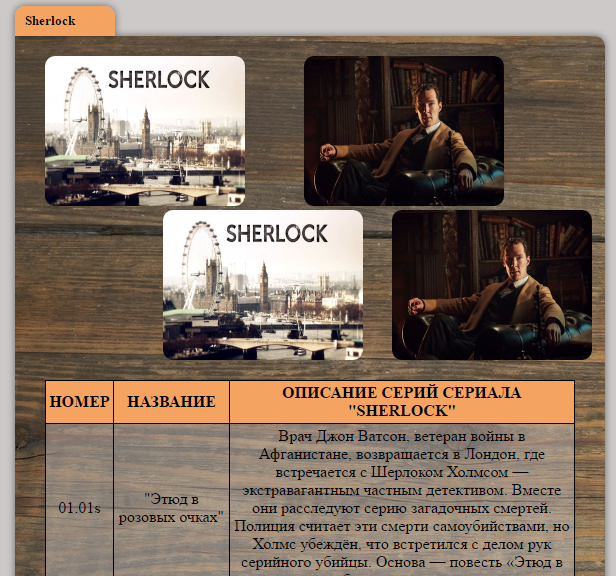 Sherlock
SHERLOCK
SHERLOCK
НОМЕР
НАЗВАНИЕ
ОПИСАНИЕ СЕРИЙ СЕРИАЛА
"SHERLOCK"
01.01s
"Этюд в
розовых очках"
Врач Джон Ватсон, ветеран войны в
Афганистане, возвращается в Лондон, где
встречается с Шерлоком Холмсом —
экстравагантным частным детективом. Вместе
они расследуют серию загадочных смертей.
Полиция считает эти смерти самоубийствами, но
Холмс убеждён, что встретился с делом рук
серийного убийцы. Основа — повесть «Этюд в